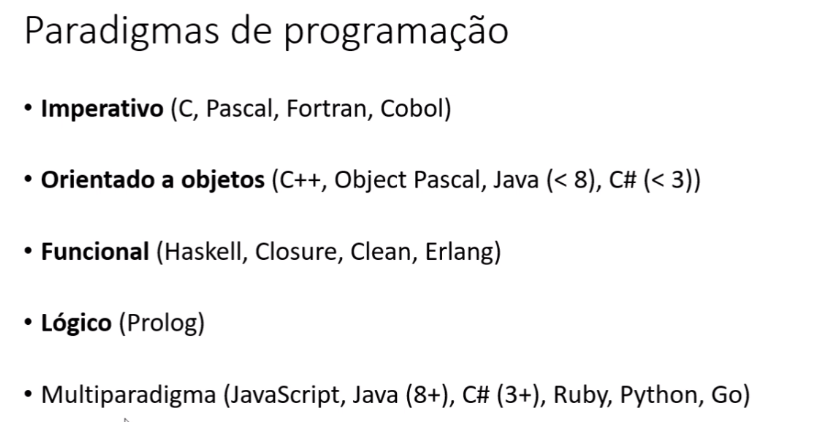 Paradigmas de programação
• Imperativo (C, Pascal, Fortran, Cobol)
• Orientado a objetos (C++, Object Pascal, Java (< 8), C# (< 3))
• Funcional (Haskell, Closure, Clean, Erlang)
• Lógico (Prolog)
• Multiparadigma (JavaScript, Java (8+), C# (3+), Ruby, Python, Go)